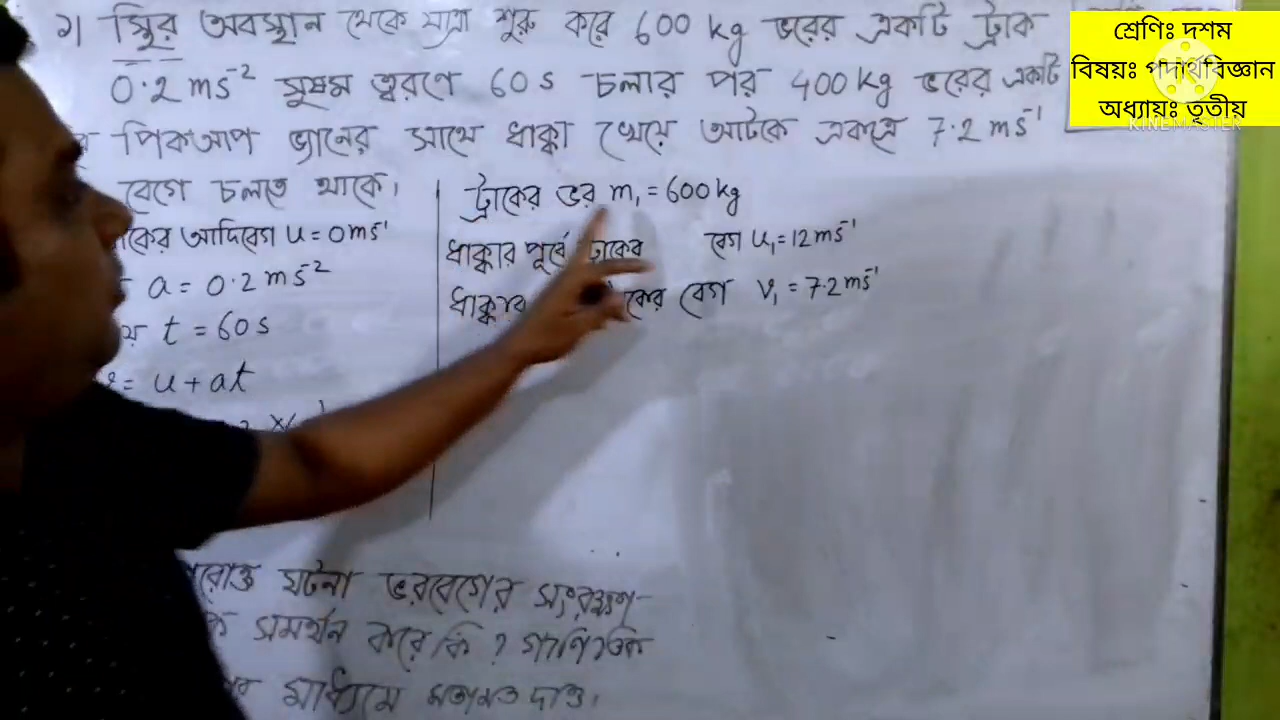 ১। স্থির অবস্থান থেকে যাত্রা শুরু করে 600 kg ভরের একটি ট্রাক
0.2 ms⁻² সুষম ত্বরণে 60 s চলার পর 400 kg ভরের একটি
পিকআপ ভ্যানের সাথে ধাক্কা খেয়ে আটকে একত্রে 7.2 ms⁻¹
বেগে চলতে থাকে।
আদিবেগ u = 0 ms⁻¹
a = 0.2 ms⁻²
t = 60 s
= u + at
ট্রাকের ভর m₁ = 600 kg
ধাক্কার পূর্বে ট্রাকের বেগ u₁ = 12 ms⁻¹
ধাক্কার বেগ v₁ = 7.2 ms⁻¹
ঘটনা ভরবেগের সংরক্ষণ-
সমর্থন করে কি? গাণিতিক
মাধ্যমে মতামত দাও।
শ্রেণিঃ দশম
বিষয়ঃ পদার্থবিজ্ঞান
অধ্যায়ঃ তৃতীয়
KINEMASTER